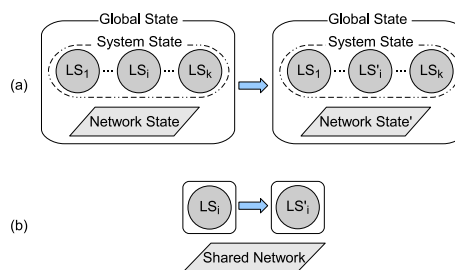 Global State Global State
System State System State
(a) LS1 ... LSi ... LSk LS1 ... LS'i ... LSk
Network State Network State'
(b) LSi LS'i
Shared Network